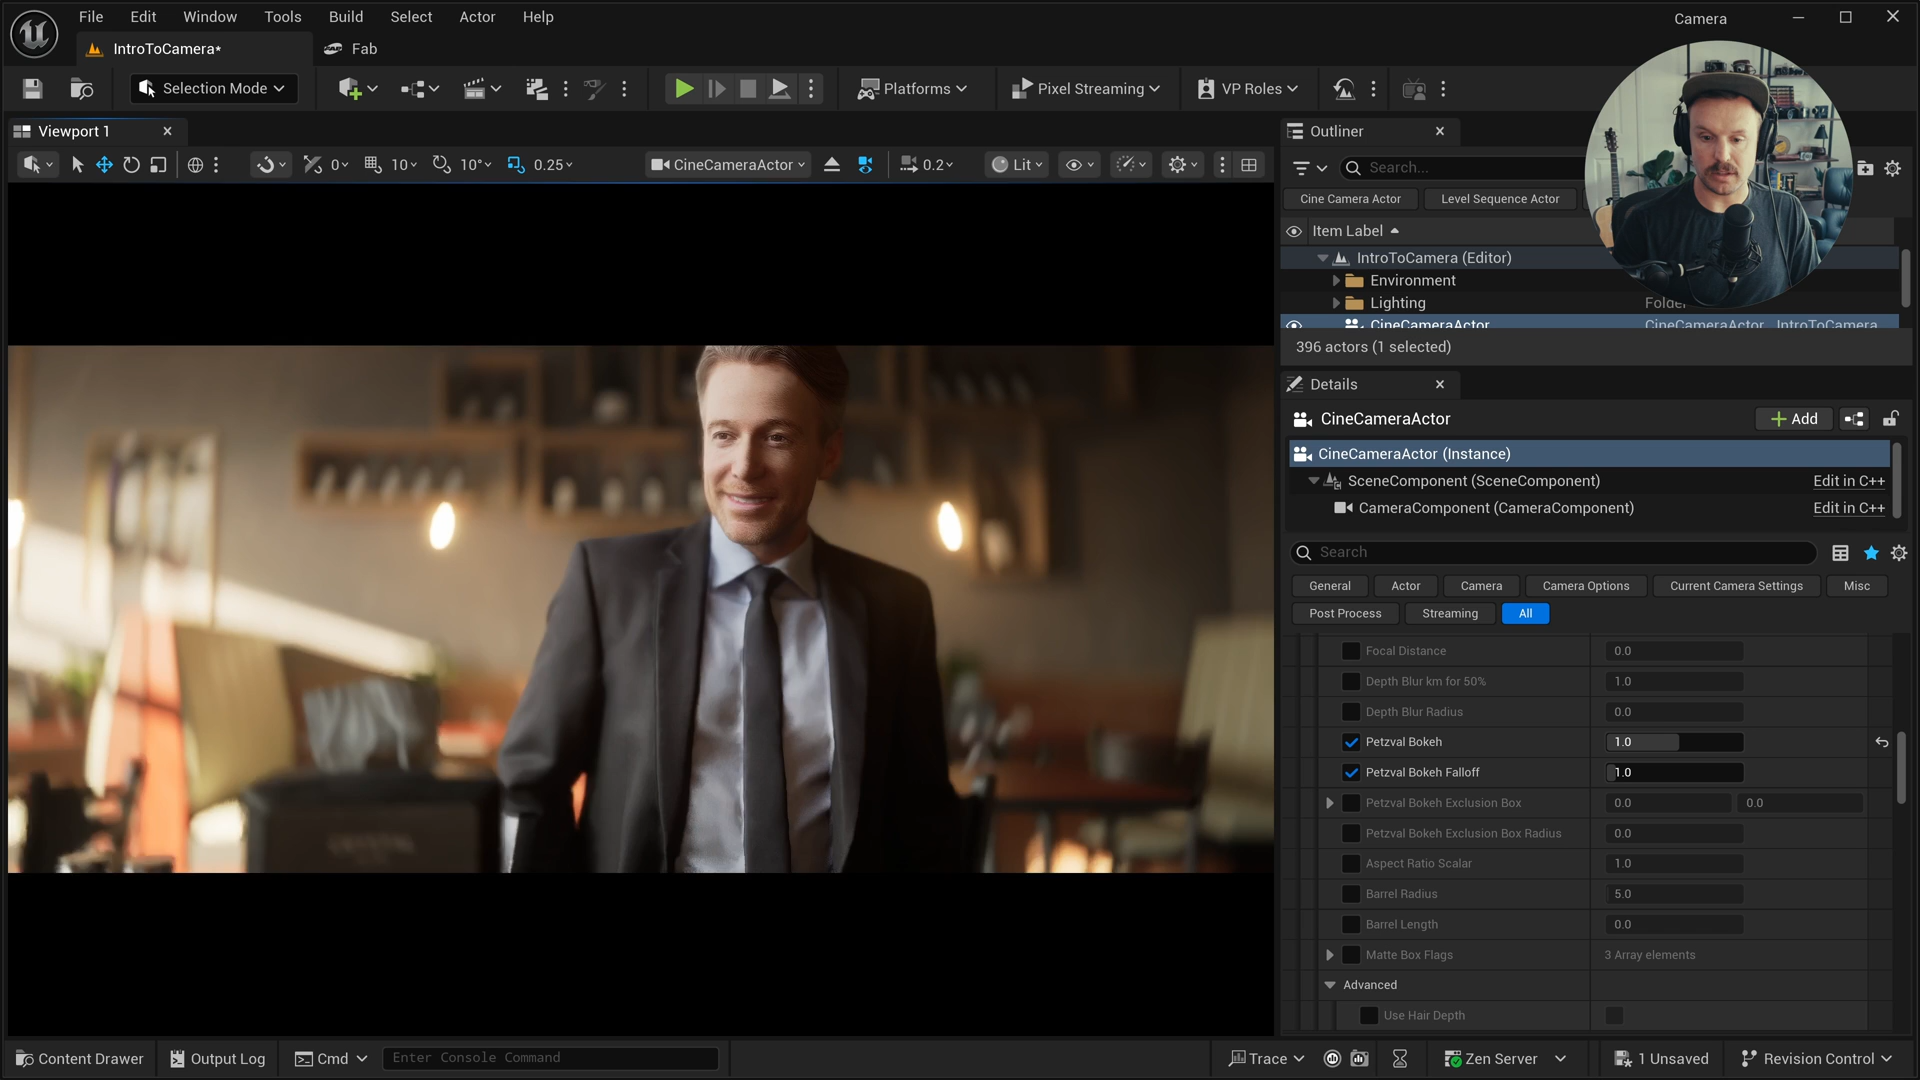 File Edit Window Tools Build Select Actor Help
Camera
IntroToCamera*
Fab
Selection Mode
Platforms
Pixel Streaming
VP Roles
Viewport 1
0
10
10°
0.25
CineCameraActor
0.2
Lit
Outliner
Search...
Cine Camera Actor
Level Sequence Actor
Item Label
IntroToCamera (Editor)
Environment
Lighting
Folder
CineCameraActor
CineCameraActor
IntroToCamera
396 actors (1 selected)
Details
CineCameraActor
Add
CineCameraActor (Instance)
SceneComponent (SceneComponent)
Edit in C++
CameraComponent (CameraComponent)
Edit in C++
Search
General
Actor
Camera
Camera Options
Current Camera Settings
Misc
Post Process
Streaming
All
Focal Distance 0.0
Depth Blur km for 50% 1.0
Depth Blur Radius 0.0
Petzval Bokeh 1.0
Petzval Bokeh Falloff 1.0
Petzval Bokeh Exclusion Box 0.0 0.0
Petzval Bokeh Exclusion Box Radius 0.0
Aspect Ratio Scalar 1.0
Barrel Radius 5.0
Barrel Length 0.0
Matte Box Flags 3 Array elements
Advanced
Use Hair Depth
Content Drawer
Output Log
Cmd
Enter Console Command
Trace
Zen Server
1 Unsaved
Revision Control